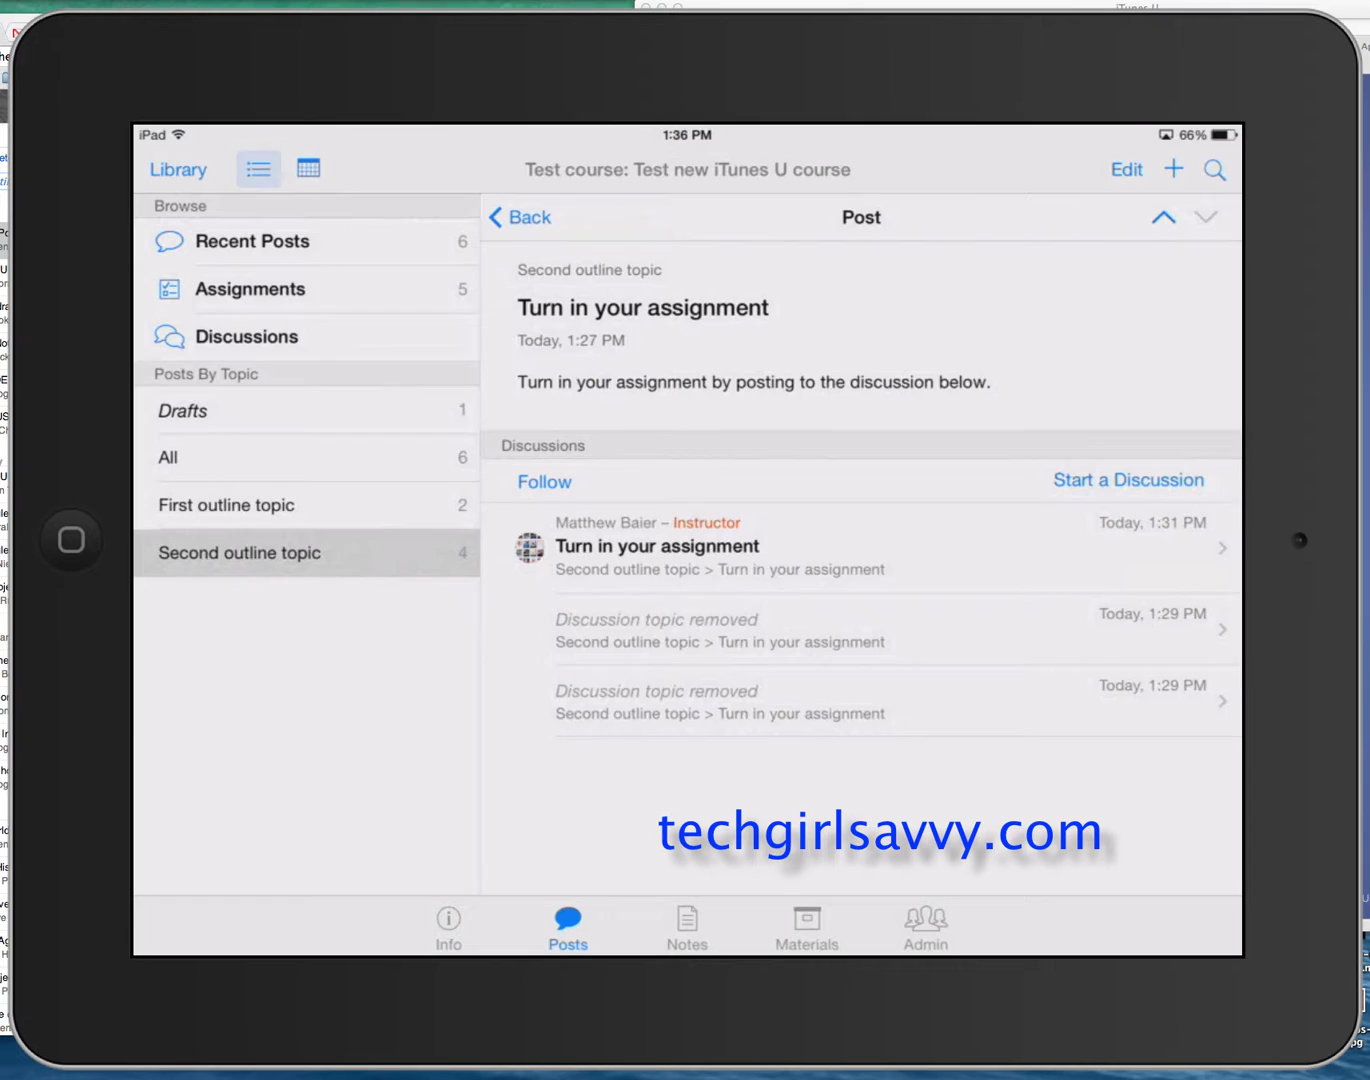 iTunes U
iPad
1:36 PM
66%
Library
Test course: Test new iTunes U course
Edit
Browse
Recent Posts 6
Assignments 5
Discussions
Posts By Topic
Drafts 1
All 6
First outline topic 2
Second outline topic 4
Back
Post
Second outline topic
Turn in your assignment
Today, 1:27 PM
Turn in your assignment by posting to the discussion below.
Discussions
Follow
Start a Discussion
Matthew Baier – Instructor
Today, 1:31 PM
Turn in your assignment
Second outline topic > Turn in your assignment
Discussion topic removed
Today, 1:29 PM
Second outline topic > Turn in your assignment
Discussion topic removed
Today, 1:29 PM
Second outline topic > Turn in your assignment
techgirlsavvy.com
Info
Posts
Notes
Materials
Admin